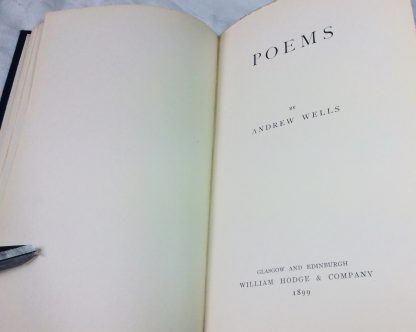 POEMS
BY
ANDREW WELLS
GLASGOW AND EDINBURGH
WILLIAM HODGE & COMPANY
1899